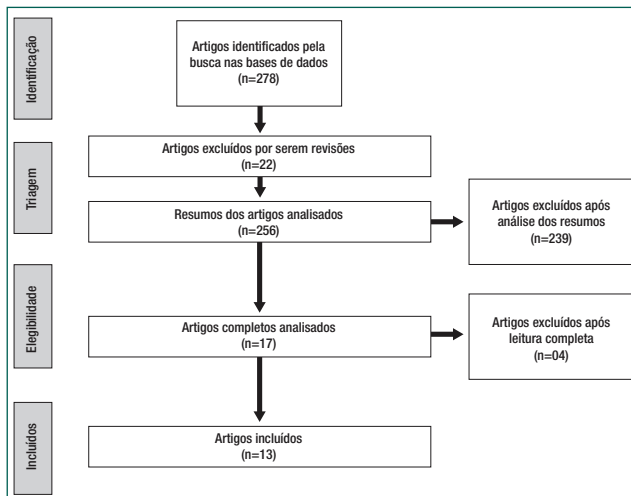 Identificação
Artigos identificados pela
busca nas bases de dados
(n=278)
Triagem
Artigos excluídos por serem revisões
(n=22)
Resumos dos artigos analisados
(n=256)
Artigos excluídos após
análise dos resumos
(n=239)
Elegibilidade
Artigos completos analisados
(n=17)
Artigos excluídos após
leitura completa
(n=04)
Incluídos
Artigos incluídos
(n=13)